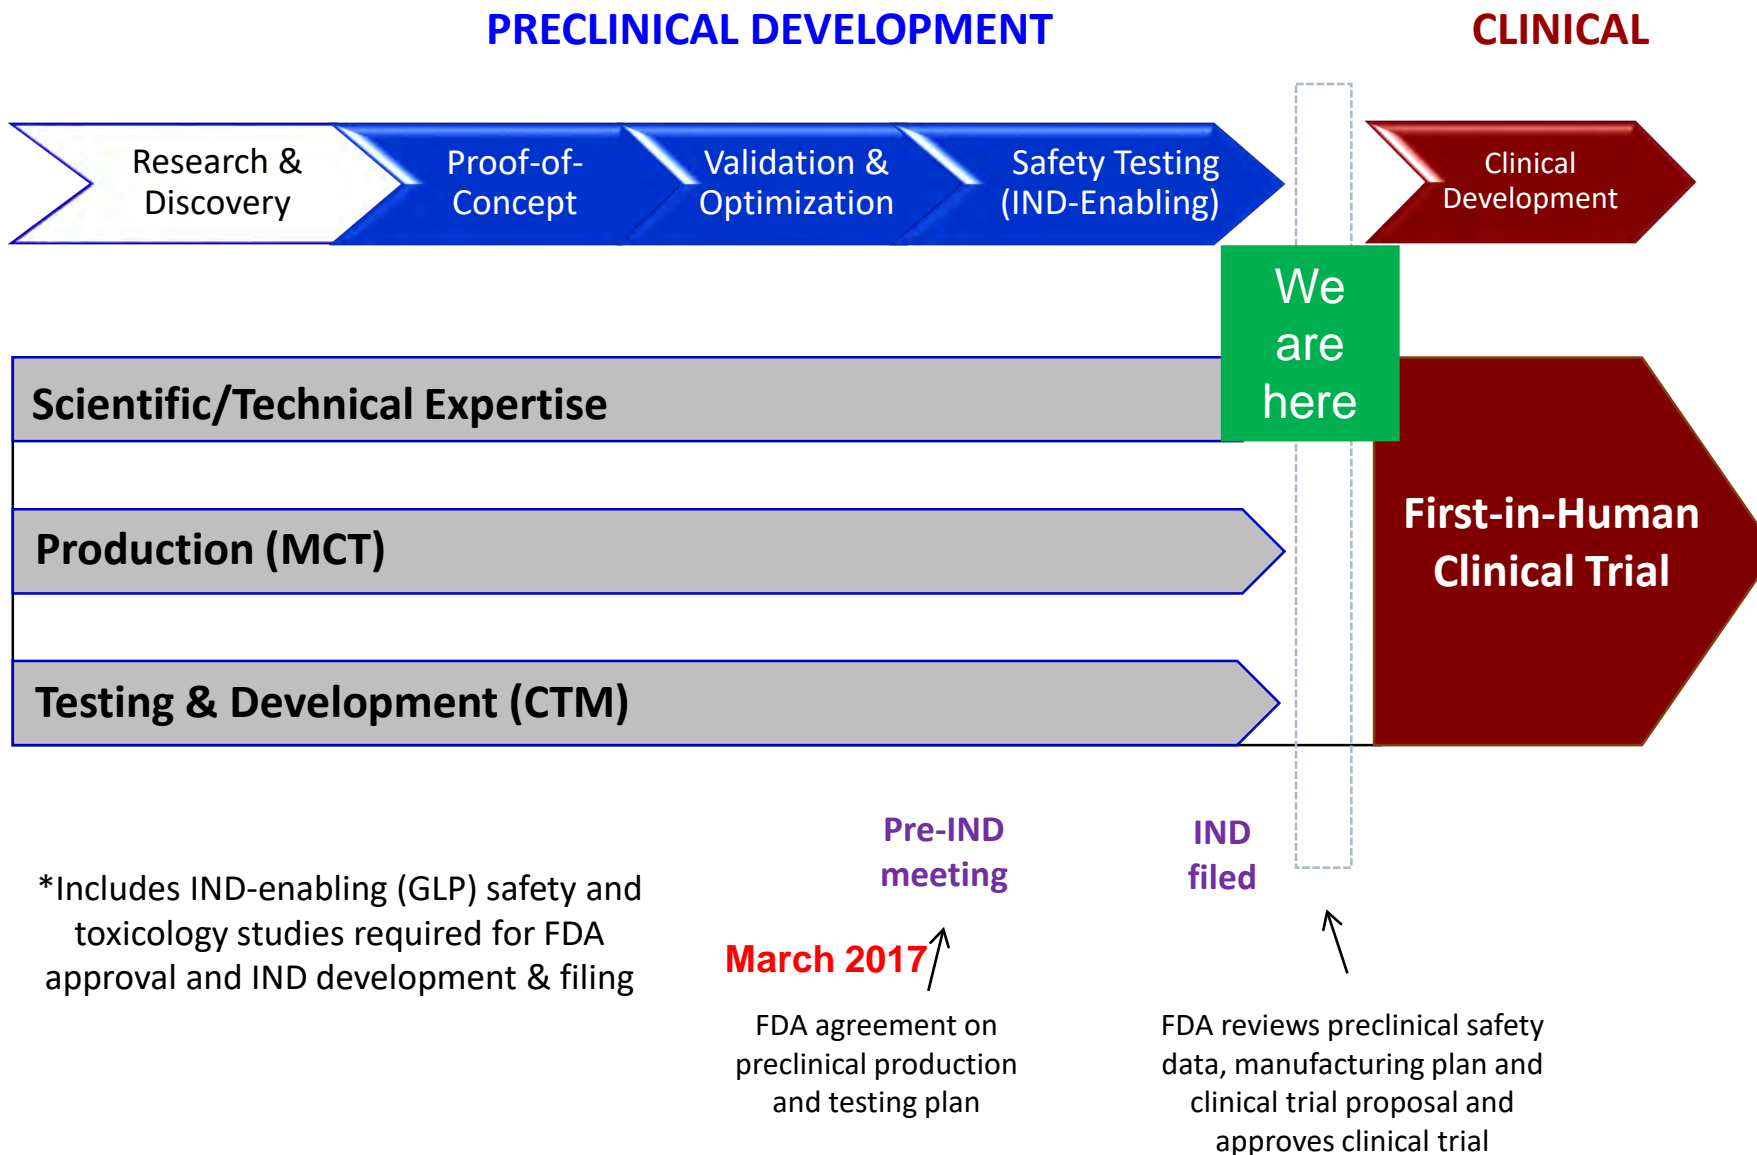 PRECLINICAL DEVELOPMENT
CLINICAL
Research &
Discovery
Proof-of-
Concept
Validation &
Optimization
Safety Testing
(IND-Enabling)
Clinical
Development
We
are
here
Scientific/Technical Expertise
Production (MCT)
Testing & Development (CTM)
First-in-Human
Clinical Trial
Pre-IND
meeting
IND
filed
*Includes IND-enabling (GLP) safety and
toxicology studies required for FDA
approval and IND development & filing
March 2017
FDA agreement on
preclinical production
and testing plan
FDA reviews preclinical safety
data, manufacturing plan and
clinical trial proposal and
approves clinical trial